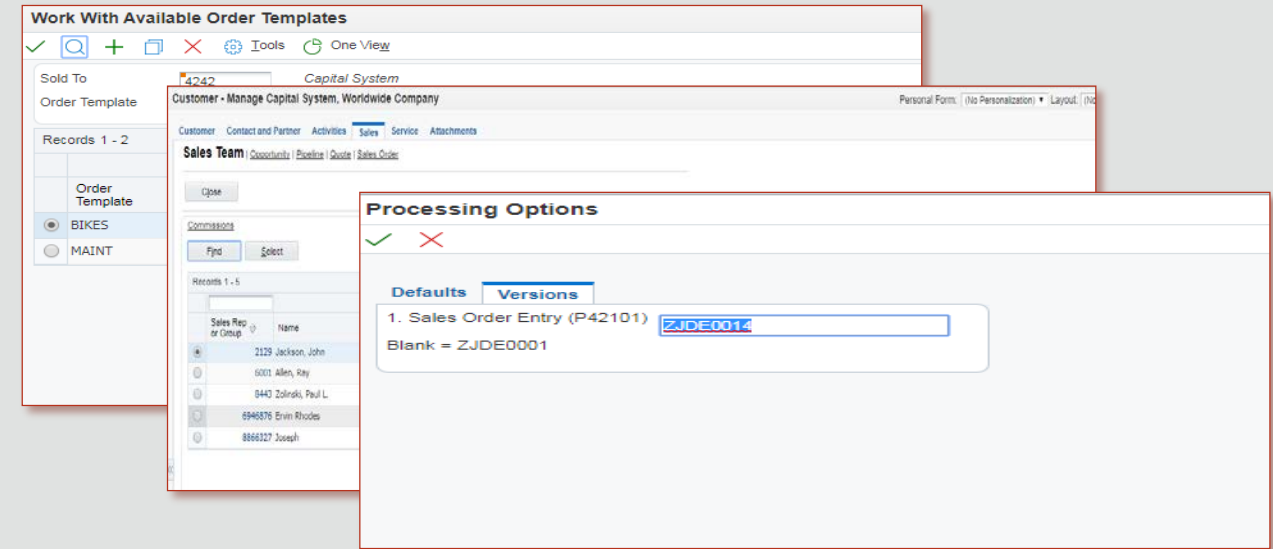 Work With Available Order Templates
Tools One View
Sold To 4242 Capital System
Order Template
Records 1 - 2
Order
Template
BIKES
MAINT
Customer - Manage Capital System, Worldwide Company
Personal Form: (No Personalization) Layout: (No
Customer Contact and Partner Activities Sales Service Attachments
Sales Team | Opportunity | Pipeline | Quote | Sales Order
Close
Commissions
Find Select
Records 1 - 5
Sales Rep
or Group Name
2129 Jackson, John
6001 Allen, Ray
8443 Zolinski, Paul L.
6946876 Ervin Rhodes
8866327 Joseph
Processing Options
Defaults Versions
1. Sales Order Entry (P42101) ZJDE0014
Blank = ZJDE0001